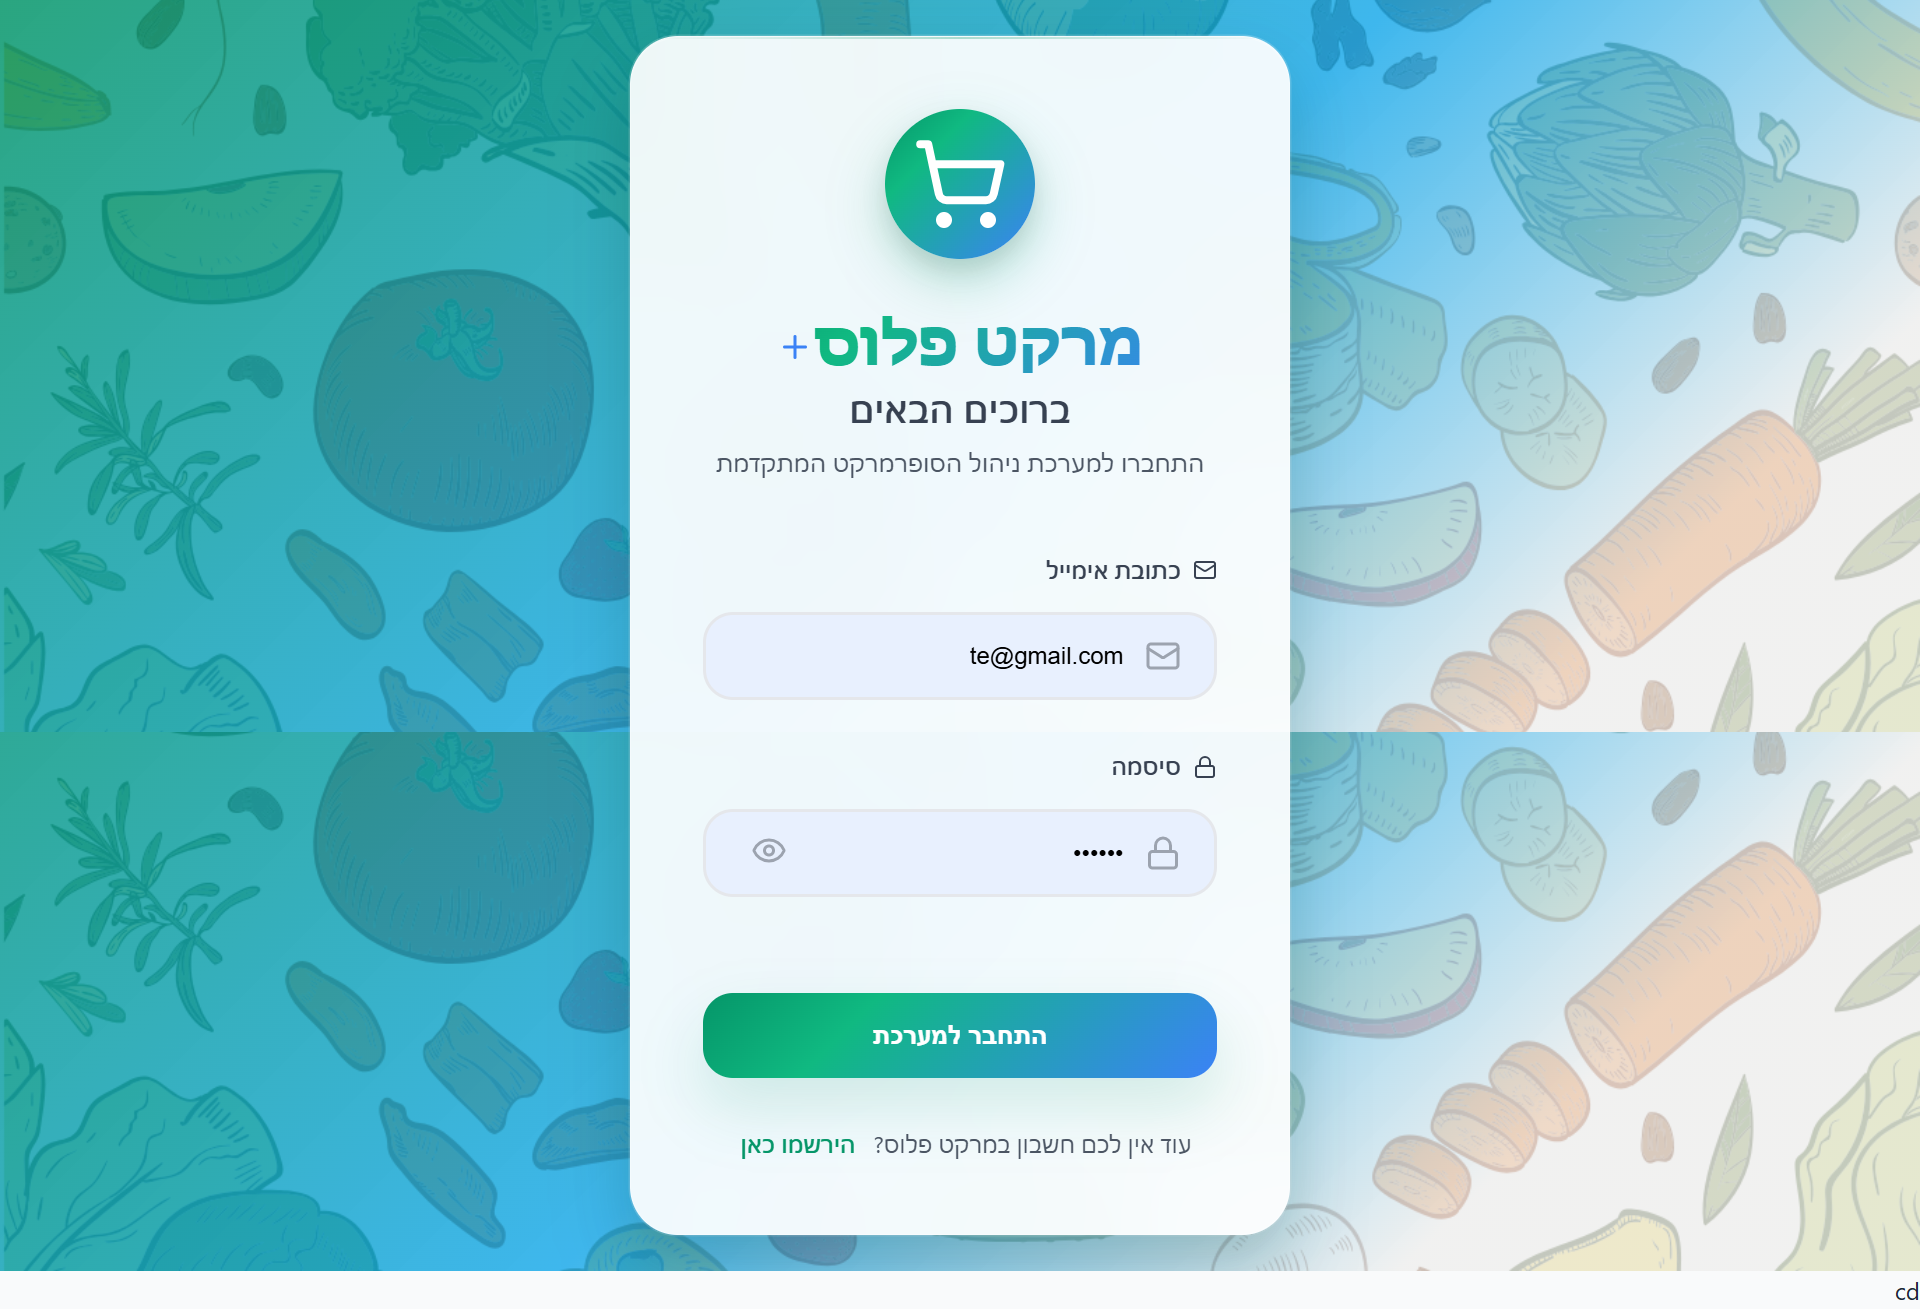 מרקט פלוס+
ברוכים הבאים
התחברו למערכת ניהול הסופרמרקט המתקדמת
כתובת אימייל
te@gmail.com
סיסמה
••••••
התחבר למערכת
עוד אין לכם חשבון במרקט פלוס? הירשמו כאן
cd